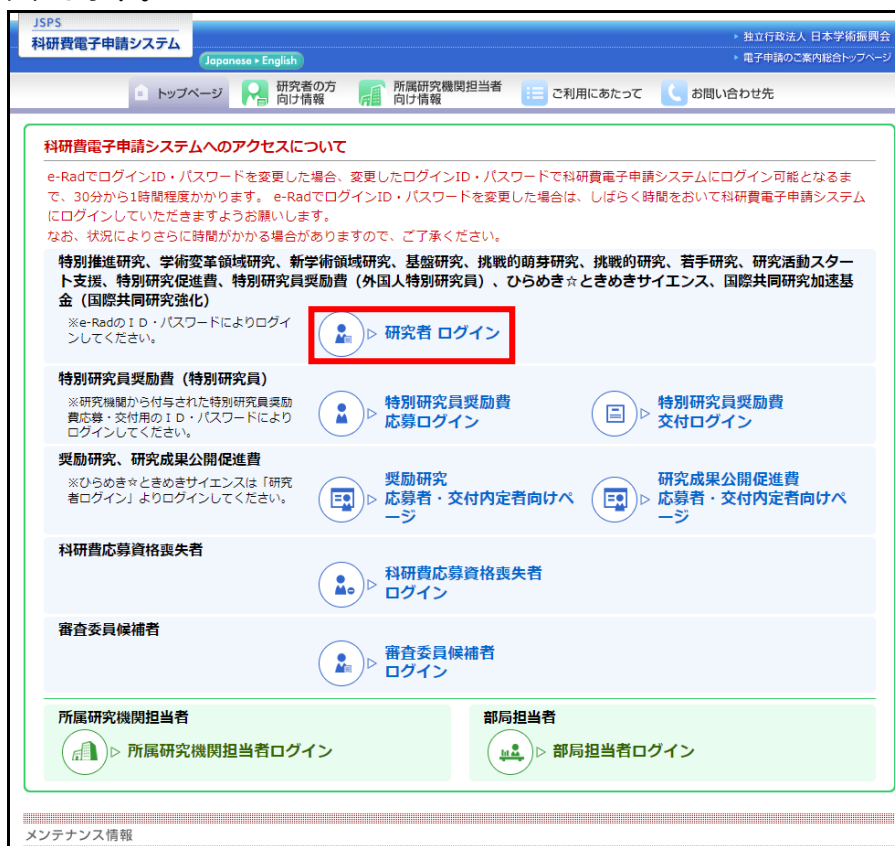 JSPS
科研費電子申請システム
Japanese ▸ English
独立行政法人 日本学術振興会
電子申請のご案内総合トップページ
トップページ
研究者の方
向け情報
所属研究機関担当者
向け情報
ご利用にあたって
お問い合わせ先
科研費電子申請システムへのアクセスについて
e-RadでログインID・パスワードを変更した場合、変更したログインID・パスワードで科研費電子申請システムにログイン可能となるま
で、30分から1時間程度かかります。 e-RadでログインID・パスワードを変更した場合は、しばらく時間をおいて科研費電子申請システム
にログインしていただきますようお願いします。
なお、状況によりさらに時間がかかる場合がありますので、ご了承ください。
特別推進研究、学術変革領域研究、新学術領域研究、基盤研究、挑戦的萌芽研究、挑戦的研究、若手研究、研究活動スター
ト支援、特別研究促進費、特別研究員奨励費（外国人特別研究員）、ひらめき☆ときめきサイエンス、国際共同研究加速基
金（国際共同研究強化）
※e-RadのＩＤ・パスワードによりログイ
ンしてください。
研究者 ログイン
特別研究員奨励費（特別研究員）
※研究機関から付与された特別研究員奨励
費応募・交付用のＩＤ・パスワードにより
ログインしてください。
特別研究員奨励費
応募ログイン
特別研究員奨励費
交付ログイン
奨励研究、研究成果公開促進費
※ひらめき☆ときめきサイエンスは「研究
者ログイン」よりログインしてください。
奨励研究
応募者・交付内定者向けペ
ージ
研究成果公開促進費
応募者・交付内定者向けペ
ージ
科研費応募資格喪失者
科研費応募資格喪失者
ログイン
審査委員候補者
審査委員候補者
ログイン
所属研究機関担当者
所属研究機関担当者ログイン
部局担当者
部局担当者ログイン
メンテナンス情報